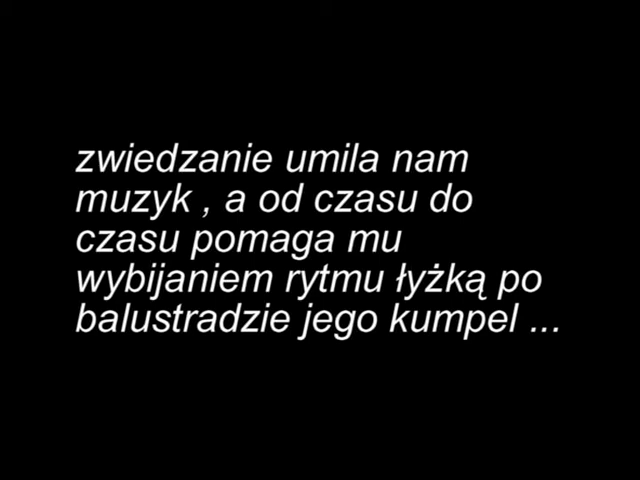 zwiedzanie umila nam
muzyk , a od czasu do
czasu pomaga mu
wybijaniem rytmu łyżką po
balustradzie jego kumpel ...